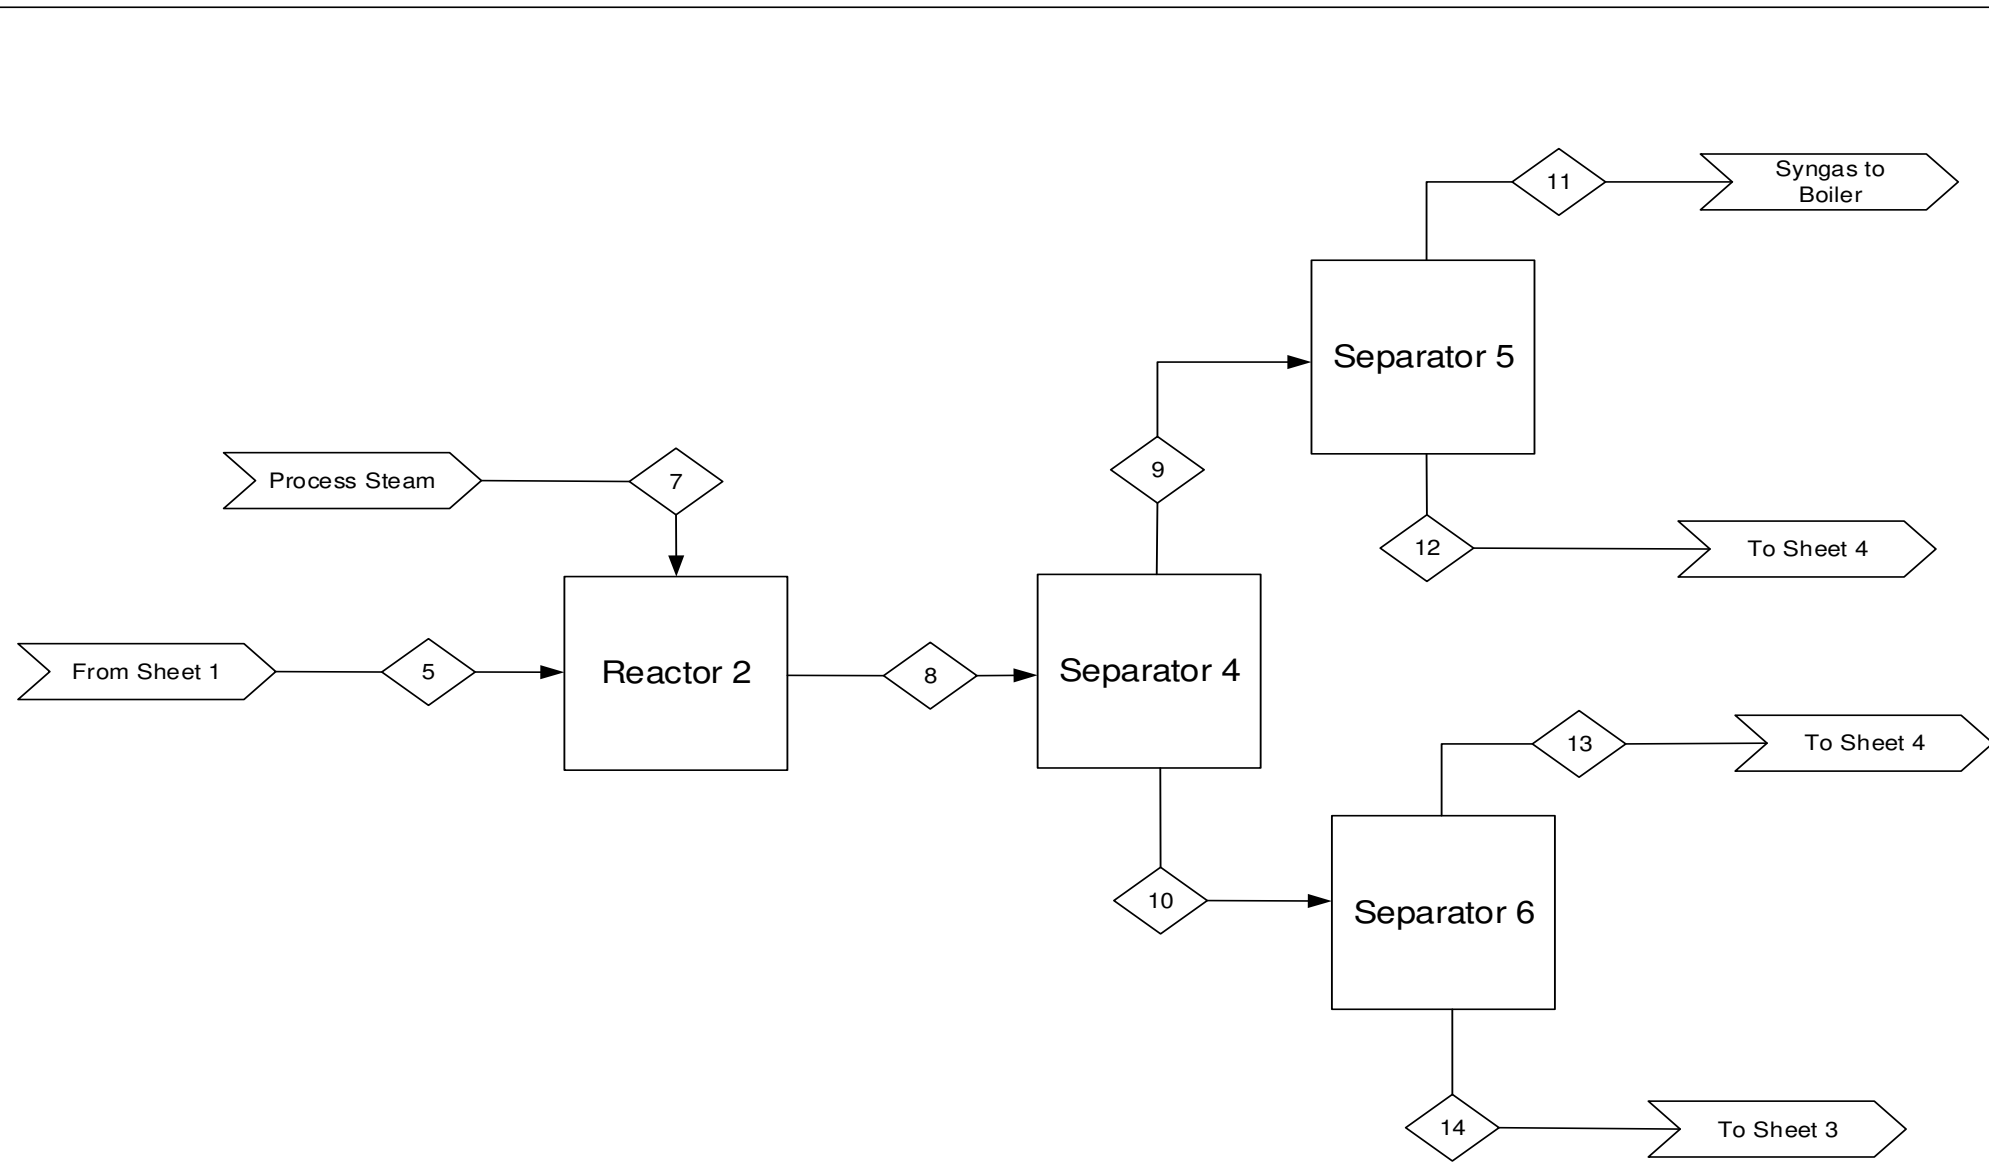 11
Syngas to
Boiler
Separator 5
Process Steam
7
9
12
To Sheet 4
From Sheet 1
5
Reactor 2
8
Separator 4
13
To Sheet 4
10
Separator 6
14
To Sheet 3